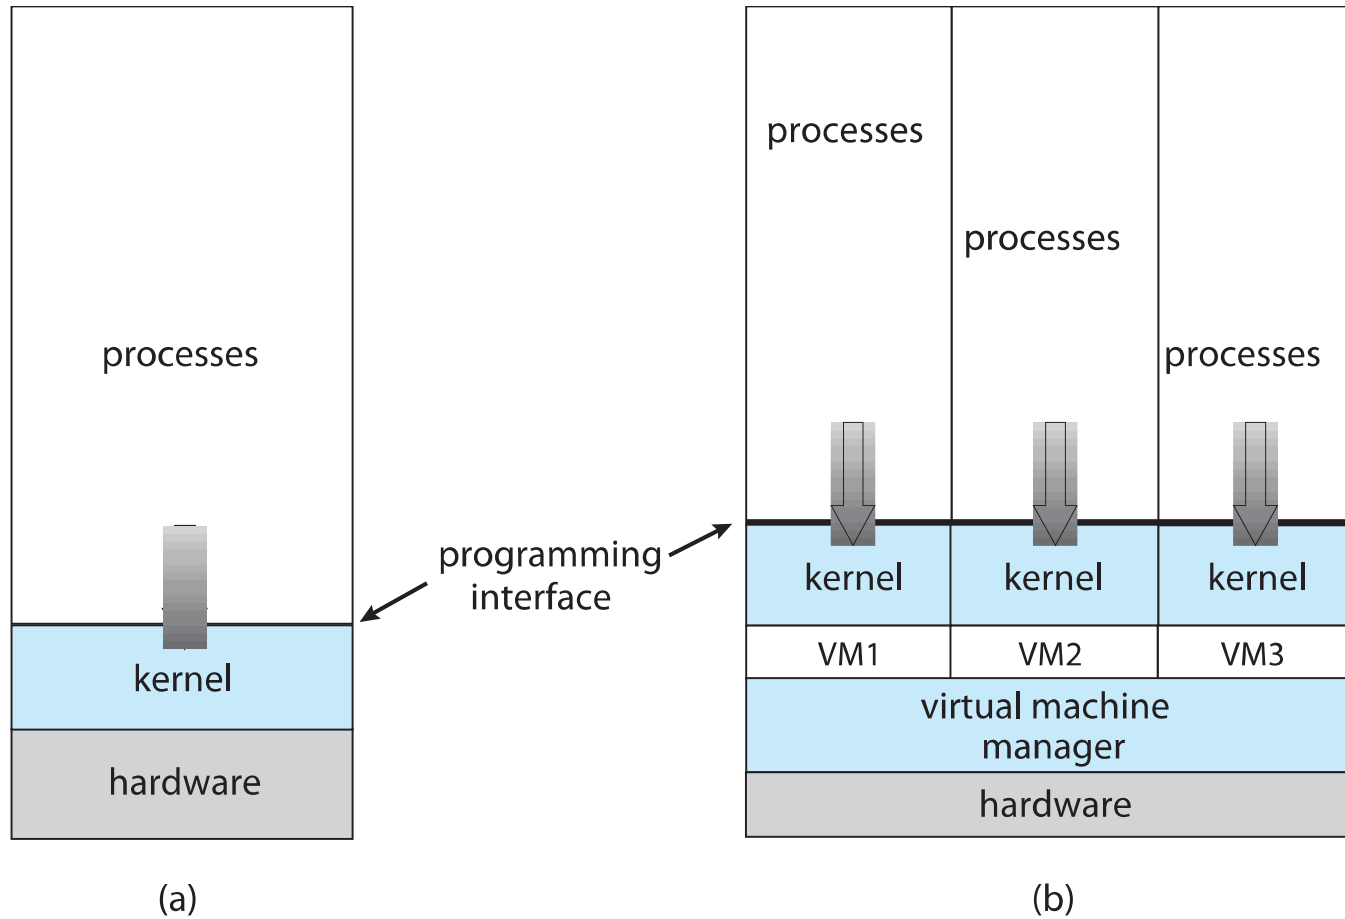 processes
kernel
hardware
(a)
programming
interface
processes
processes
processes
kernel
kernel
kernel
VM1
VM2
VM3
virtual machine
manager
hardware
(b)